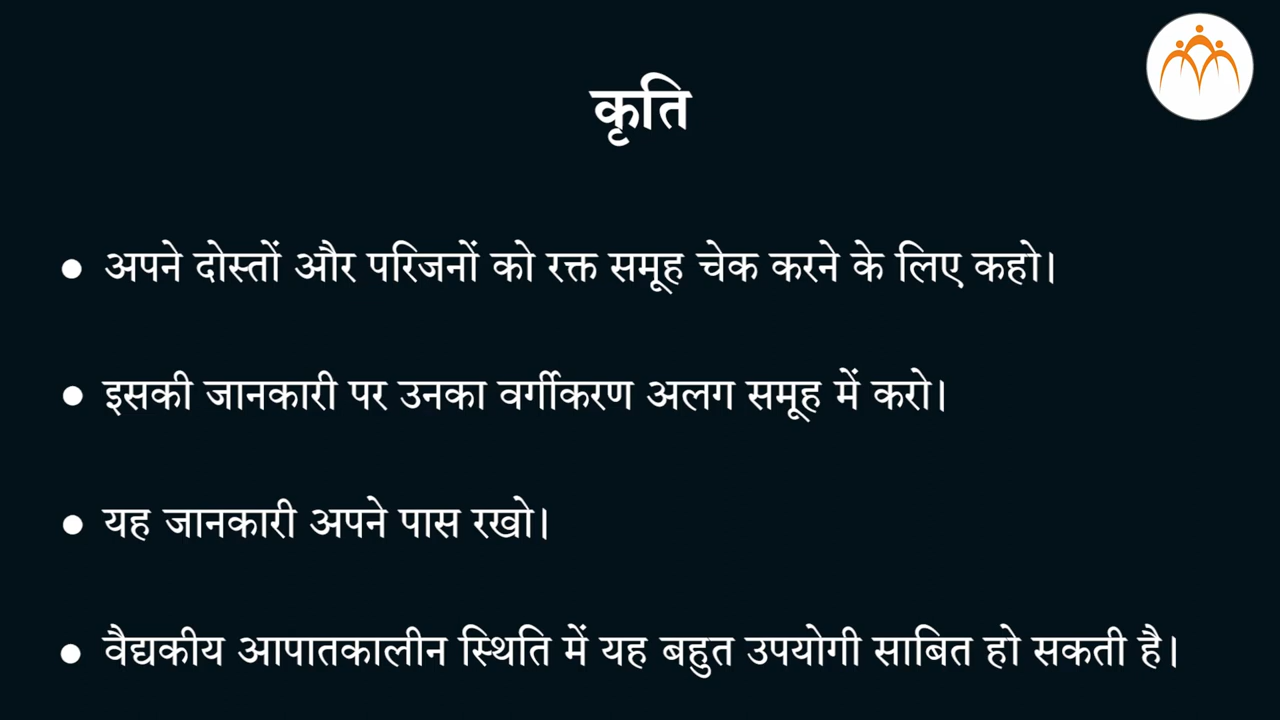 कृति
• अपने दोस्तों और परिजनों को रक्त समूह चेक करने के लिए कहो।
• इसकी जानकारी पर उनका वर्गीकरण अलग समूह में करो।
• यह जानकारी अपने पास रखो।
• वैद्यकीय आपातकालीन स्थिति में यह बहुत उपयोगी साबित हो सकती है।